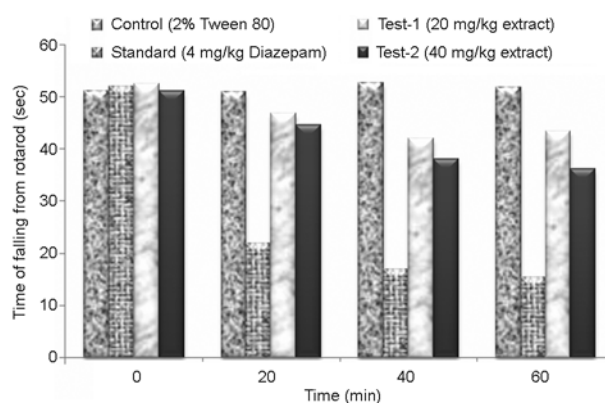 Control (2% Tween 80)
Test-1 (20 mg/kg extract)
Standard (4 mg/kg Diazepam)
Test-2 (40 mg/kg extract)
Time of falling from rotarod (sec)
60
50
40
30
20
10
0
0 20 40 60
Time (min)